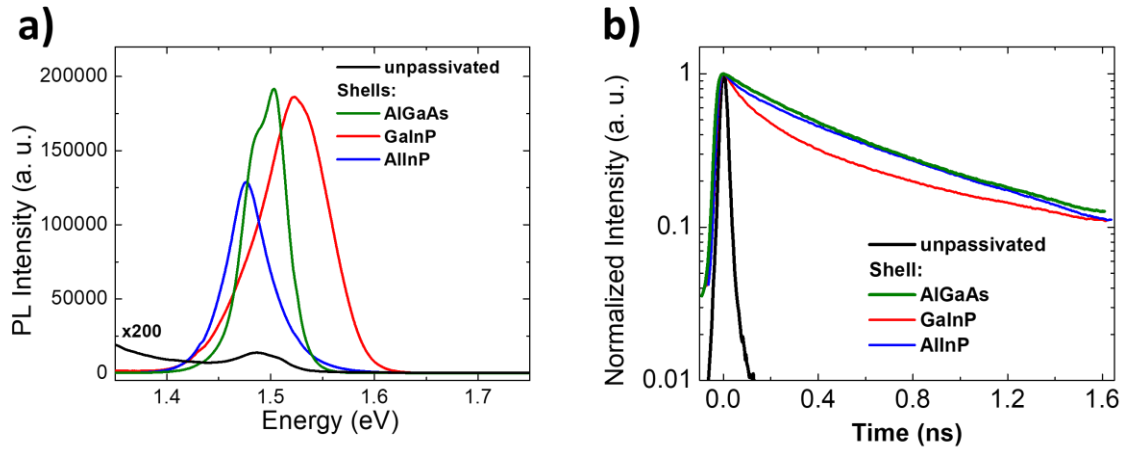 a)
PL Intensity (a. u.)
200000
150000
100000
50000
0
x200
unpassivated
Shells:
AlGaAs
GaInP
AlInP
1.4 1.5 1.6 1.7
Energy (eV)
b)
Normalized Intensity (a. u.)
1
0.1
0.01
unpassivated
Shell:
AlGaAs
GaInP
AlInP
0.0 0.4 0.8 1.2 1.6
Time (ns)